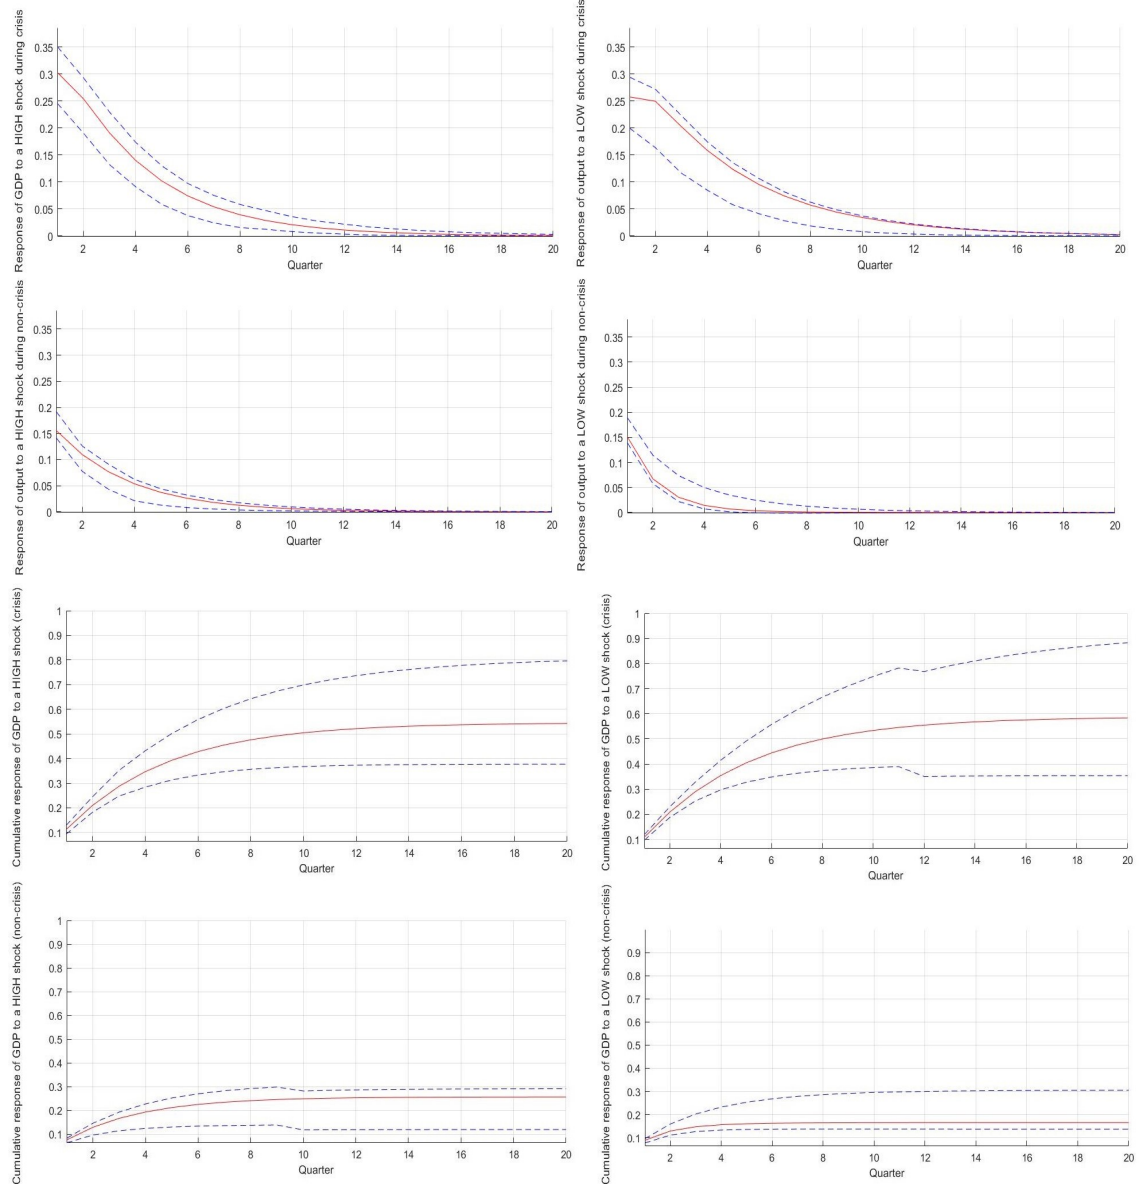 Response of GDP to a HIGH shock during crisis
0.35
0.3
0.25
0.2
0.15
0.1
0.05
0
2 4 6 8 10 12 14 16 18 20
Quarter
Response of output to a LOW shock during crisis
0.35
0.3
0.25
0.2
0.15
0.1
0.05
0
2 4 6 8 10 12 14 16 18 20
Quarter
Response of output to a HIGH shock during non-crisis
0.35
0.3
0.25
0.2
0.15
0.1
0.05
0
2 4 6 8 10 12 14 16 18 20
Quarter
Response of output to a LOW shock during non-crisis
0.35
0.3
0.25
0.2
0.15
0.1
0.05
0
2 4 6 8 10 12 14 16 18 20
Quarter
Cumulative response of GDP to a HIGH shock (crisis)
1
0.9
0.8
0.7
0.6
0.5
0.4
0.3
0.2
0.1
2 4 6 8 10 12 14 16 18 20
Quarter
Cumulative response of GDP to a LOW shock (crisis)
1
0.9
0.8
0.7
0.6
0.5
0.4
0.3
0.2
0.1
2 4 6 8 10 12 14 16 18 20
Quarter
Cumulative response of GDP to a HIGH shock (non-crisis)
1
0.9
0.8
0.7
0.6
0.5
0.4
0.3
0.2
0.1
2 4 6 8 10 12 14 16 18 20
Quarter
Cumulative response of GDP to a LOW shock (non-crisis)
0.9
0.8
0.7
0.6
0.5
0.4
0.3
0.2
0.1
2 4 6 8 10 12 14 16 18 20
Quarter